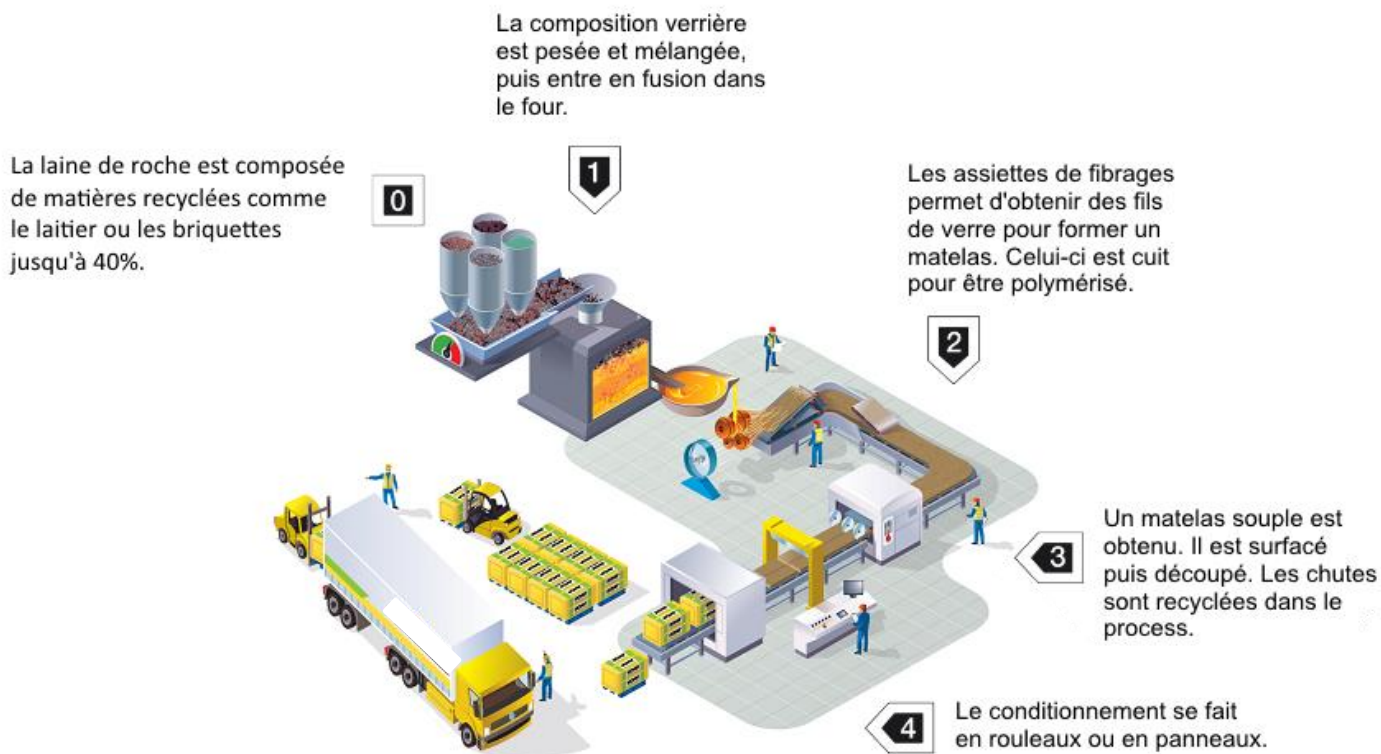 La composition verrière
est pesée et mélangée,
puis entre en fusion dans
le four.
1
La laine de roche est composée
de matières recyclées comme
le laitier ou les briquettes
jusqu'à 40%.
0
Les assiettes de fibrages
permet d'obtenir des fils
de verre pour former un
matelas. Celui-ci est cuit
pour être polymérisé.
2
Un matelas souple est
obtenu. Il est surfacé
puis découpé. Les chutes
sont recyclées dans le
process.
3
4
Le conditionnement se fait
en rouleaux ou en panneaux.